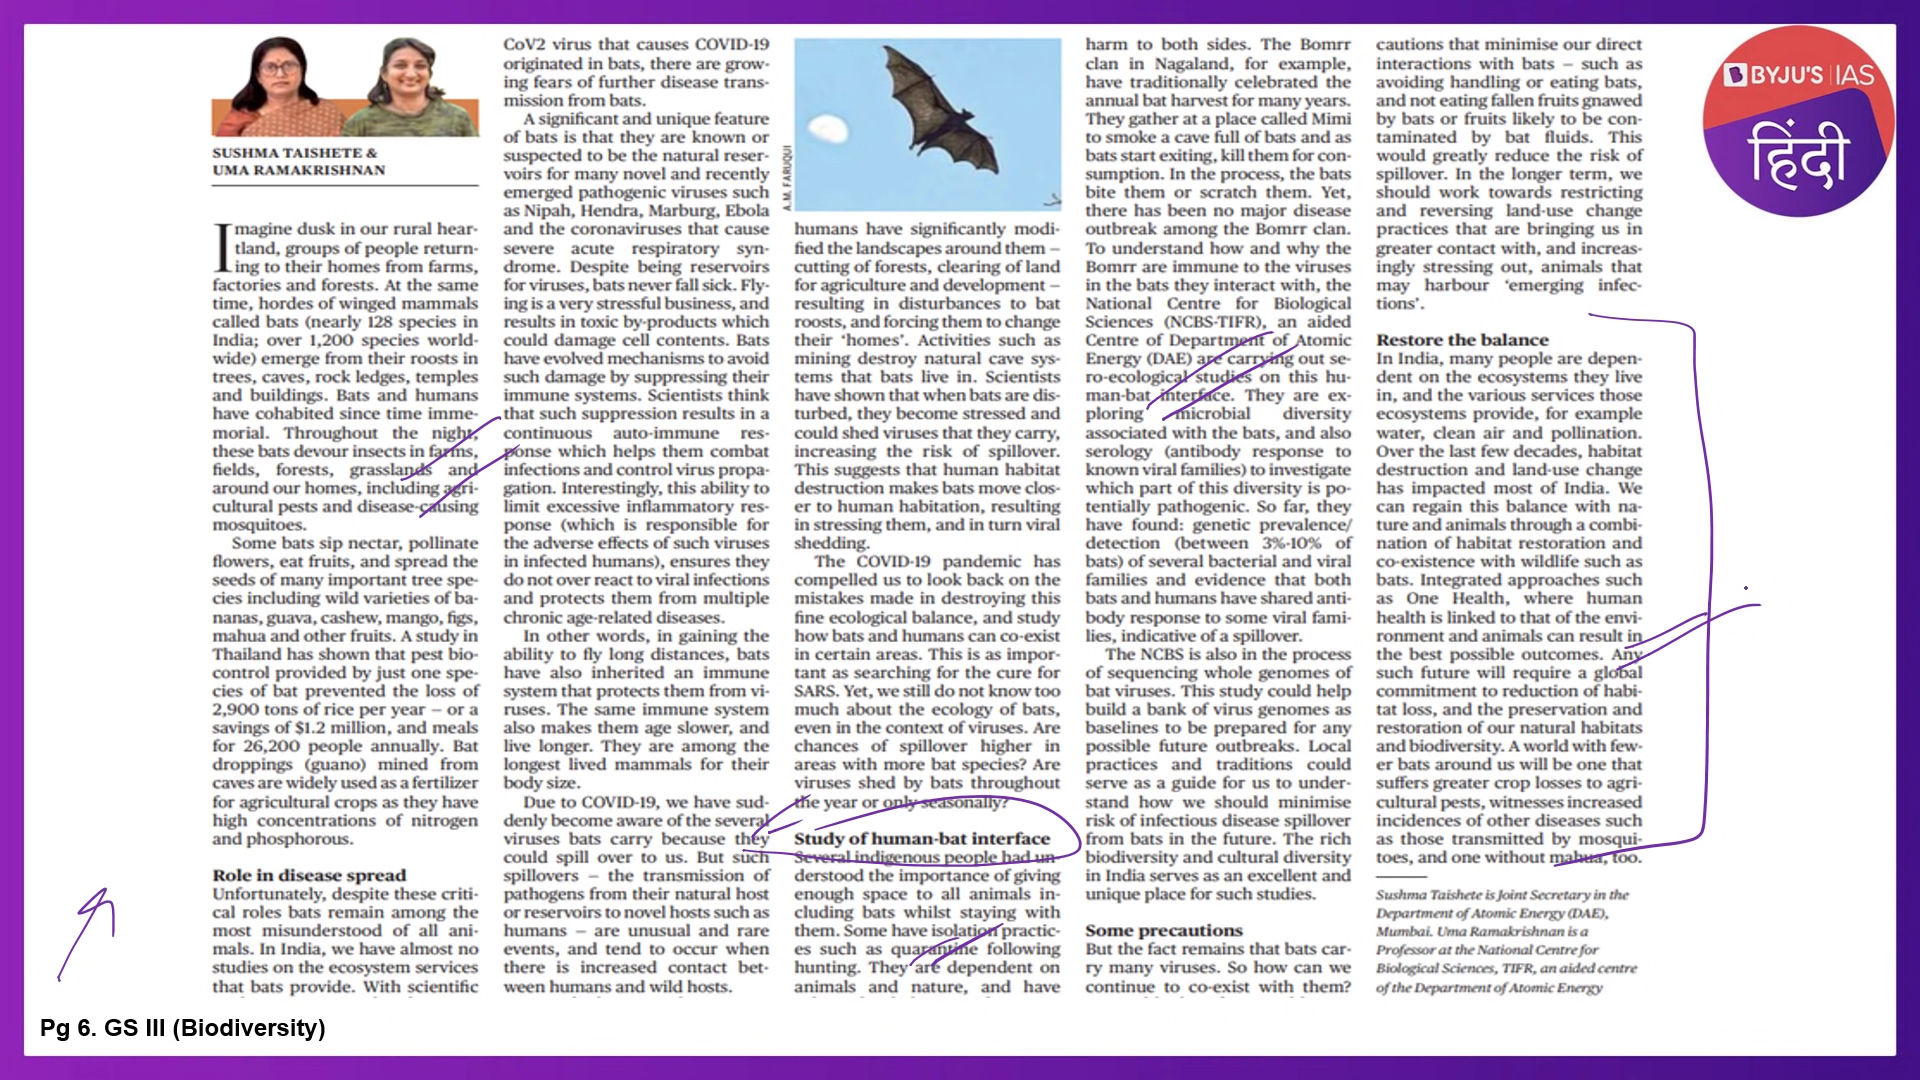 SUSHMA TAISHETE &
UMA RAMAKRISHNAN
Imagine dusk in our rural hear-
tland, groups of people return-
ing to their homes from farms,
factories and forests. At the same
time, hordes of winged mammals
called bats (nearly 128 species in
India; over 1,200 species world-
wide) emerge from their roosts in
trees, caves, rock ledges, temples
and buildings. Bats and humans
have cohabited since time imme-
morial. Throughout the night,
these bats devour insects in farms,
fields, forests, grasslands and
around our homes, including agri-
cultural pests and disease-causing
mosquitoes.
Some bats sip nectar, pollinate
flowers, eat fruits, and spread the
seeds of many important tree spe-
cies including wild varieties of ba-
nanas, guava, cashew, mango, figs,
mahua and other fruits. A study in
Thailand has shown that pest bio-
control provided by just one spe-
cies of bat prevented the loss of
2,900 tons of rice per year – or a
savings of $1.2 million, and meals
for 26,200 people annually. Bat
droppings (guano) mined from
caves are widely used as a fertilizer
for agricultural crops as they have
high concentrations of nitrogen
and phosphorous.
Role in disease spread
Unfortunately, despite these criti-
cal roles bats remain among the
most misunderstood of all ani-
mals. In India, we have almost no
studies on the ecosystem services
that bats provide. With scientific
CoV2 virus that causes COVID-19
originated in bats, there are grow-
ing fears of further disease trans-
mission from bats.
A significant and unique feature
of bats is that they are known or
suspected to be the natural reser-
voirs for many novel and recently
emerged pathogenic viruses such
as Nipah, Hendra, Marburg, Ebola
and the coronaviruses that cause
severe acute respiratory syn-
drome. Despite being reservoirs
for viruses, bats never fall sick. Fly-
ing is a very stressful business, and
results in toxic by-products which
could damage cell contents. Bats
have evolved mechanisms to avoid
such damage by suppressing their
immune systems. Scientists think
that such suppression results in a
continuous auto-immune res-
ponse which helps them combat
infections and control virus propa-
gation. Interestingly, this ability to
limit excessive inflammatory res-
ponse (which is responsible for
the adverse effects of such viruses
in infected humans), ensures they
do not over react to viral infections
and protects them from multiple
chronic age-related diseases.
In other words, in gaining the
ability to fly long distances, bats
have also inherited an immune
system that protects them from vi-
ruses. The same immune system
also makes them age slower, and
live longer. They are among the
longest lived mammals for their
body size.
Due to COVID-19, we have sud-
denly become aware of the several
viruses bats carry because they
could spill over to us. But such
spillovers – the transmission of
pathogens from their natural host
or reservoirs to novel hosts such as
humans – are unusual and rare
events, and tend to occur when
there is increased contact bet-
ween humans and wild hosts.
A.M. FARUQUI
humans have significantly modi-
fied the landscapes around them –
cutting of forests, clearing of land
for agriculture and development –
resulting in disturbances to bat
roosts, and forcing them to change
their ‘homes’. Activities such as
mining destroy natural cave sys-
tems that bats live in. Scientists
have shown that when bats are dis-
turbed, they become stressed and
could shed viruses that they carry,
increasing the risk of spillover.
This suggests that human habitat
destruction makes bats move clos-
er to human habitation, resulting
in stressing them, and in turn viral
shedding.
The COVID-19 pandemic has
compelled us to look back on the
mistakes made in destroying this
fine ecological balance, and study
how bats and humans can co-exist
in certain areas. This is as impor-
tant as searching for the cure for
SARS. Yet, we still do not know too
much about the ecology of bats,
even in the context of viruses. Are
chances of spillover higher in
areas with more bat species? Are
viruses shed by bats throughout
the year or only seasonally?
Study of human-bat interface
Several indigenous people had un-
derstood the importance of giving
enough space to all animals in-
cluding bats whilst staying with
them. Some have isolation practic-
es such as quarantine following
hunting. They are dependent on
animals and nature, and have
harm to both sides. The Bomrr
clan in Nagaland, for example,
have traditionally celebrated the
annual bat harvest for many years.
They gather at a place called Mimi
to smoke a cave full of bats and as
bats start exiting, kill them for con-
sumption. In the process, the bats
bite them or scratch them. Yet,
there has been no major disease
outbreak among the Bomrr clan.
To understand how and why the
Bomrr are immune to the viruses
in the bats they interact with, the
National Centre for Biological
Sciences (NCBS-TIFR), an aided
Centre of Department of Atomic
Energy (DAE) are carrying out se-
ro-ecological studies on this hu-
man-bat interface. They are ex-
ploring microbial diversity
associated with the bats, and also
serology (antibody response to
known viral families) to investigate
which part of this diversity is po-
tentially pathogenic. So far, they
have found: genetic prevalence/
detection (between 3%-10% of
bats) of several bacterial and viral
families and evidence that both
bats and humans have shared anti-
body response to some viral fami-
lies, indicative of a spillover.
The NCBS is also in the process
of sequencing whole genomes of
bat viruses. This study could help
build a bank of virus genomes as
baselines to be prepared for any
possible future outbreaks. Local
practices and traditions could
serve as a guide for us to under-
stand how we should minimise
risk of infectious disease spillover
from bats in the future. The rich
biodiversity and cultural diversity
in India serves as an excellent and
unique place for such studies.
Some precautions
But the fact remains that bats car-
ry many viruses. So how can we
continue to co-exist with them?
cautions that minimise our direct
interactions with bats – such as
avoiding handling or eating bats,
and not eating fallen fruits gnawed
by bats or fruits likely to be con-
taminated by bat fluids. This
would greatly reduce the risk of
spillover. In the longer term, we
should work towards restricting
and reversing land-use change
practices that are bringing us in
greater contact with, and increas-
ingly stressing out, animals that
may harbour ‘emerging infec-
tions’.
Restore the balance
In India, many people are depen-
dent on the ecosystems they live
in, and the various services those
ecosystems provide, for example
water, clean air and pollination.
Over the last few decades, habitat
destruction and land-use change
has impacted most of India. We
can regain this balance with na-
ture and animals through a combi-
nation of habitat restoration and
co-existence with wildlife such as
bats. Integrated approaches such
as One Health, where human
health is linked to that of the envi-
ronment and animals can result in
the best possible outcomes. Any
such future will require a global
commitment to reduction of habi-
tat loss, and the preservation and
restoration of our natural habitats
and biodiversity. A world with few-
er bats around us will be one that
suffers greater crop losses to agri-
cultural pests, witnesses increased
incidences of other diseases such
as those transmitted by mosqui-
toes, and one without mahua, too.
Sushma Taishete is Joint Secretary in the
Department of Atomic Energy (DAE),
Mumbai. Uma Ramakrishnan is a
Professor at the National Centre for
Biological Sciences, TIFR, an aided centre
of the Department of Atomic Energy
BYJU'S IAS
हिंदी
Pg 6. GS III (Biodiversity)